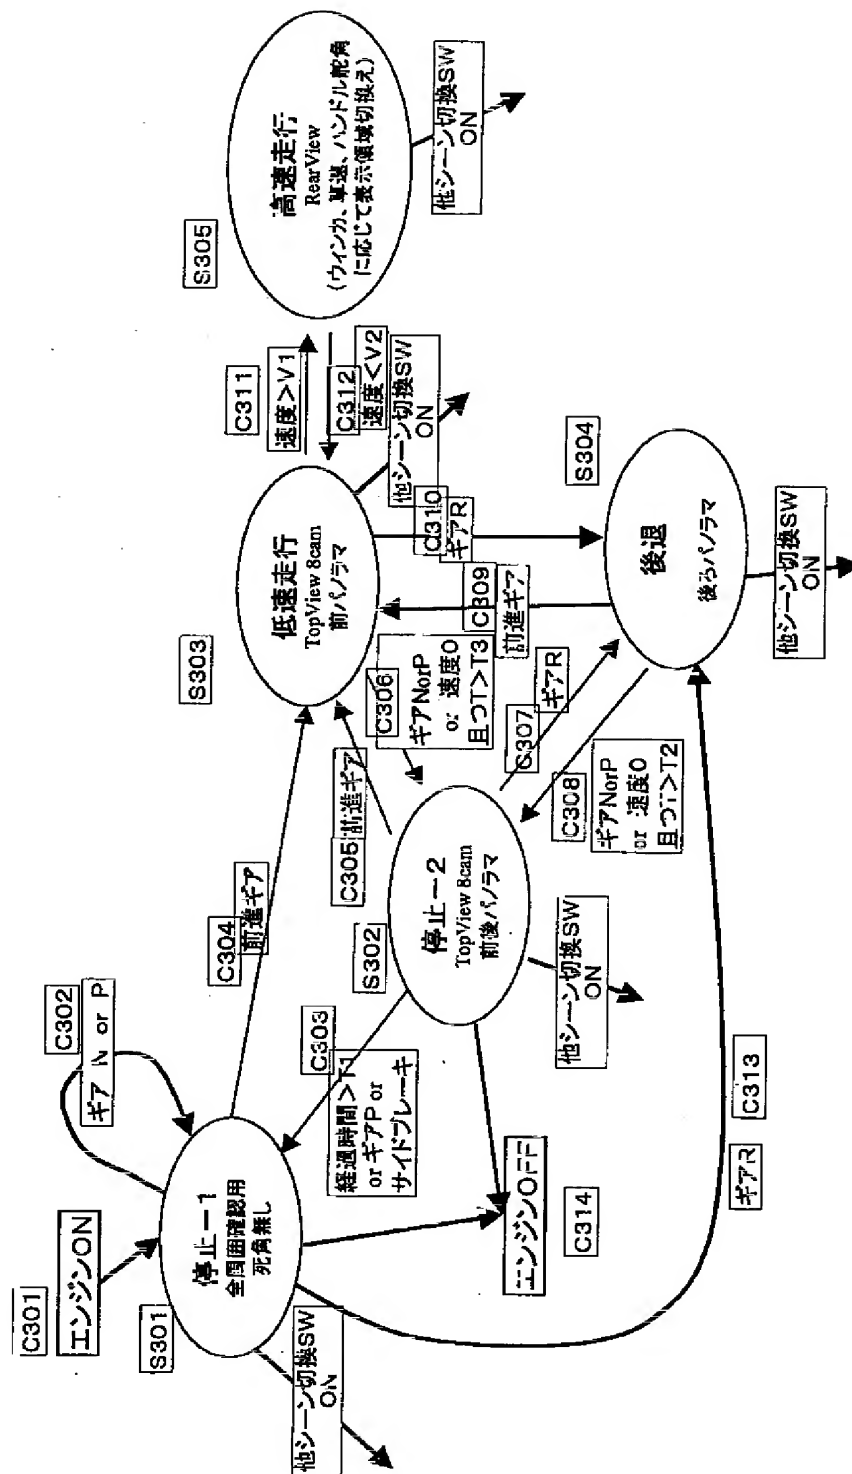 C301
エンジンON
S301
停止－1
全周囲確認用
死角無し
C302
ギア N or P
他シーン切換SW
ON
C304
前進ギア
C303
経過時間＞T1
or ギアP or
サイドブレーキ
エンジンOFF
C314
S302
停止－2
TopView 8cam
前後パノラマ
他シーン切換SW
ON
C305
前進ギア
C306
ギアNorP
or 速度0
且つT>T3
C307
ギアR
C308
ギアNorP
or 速度0
且つT>T2
C313
ギアR
S303
低速走行
TopView 8cam
前パノラマ
他シーン切換SW
ON
C309
前進ギア
C310
ギアR
S304
後退
後ろパノラマ
他シーン切換SW
ON
C311
速度>V1
C312
速度<V2
S305
高速走行
RearView
(ウィンカ、車速、ハンドル舵角
に応じて表示領域切換え)
他シーン切換SW
ON